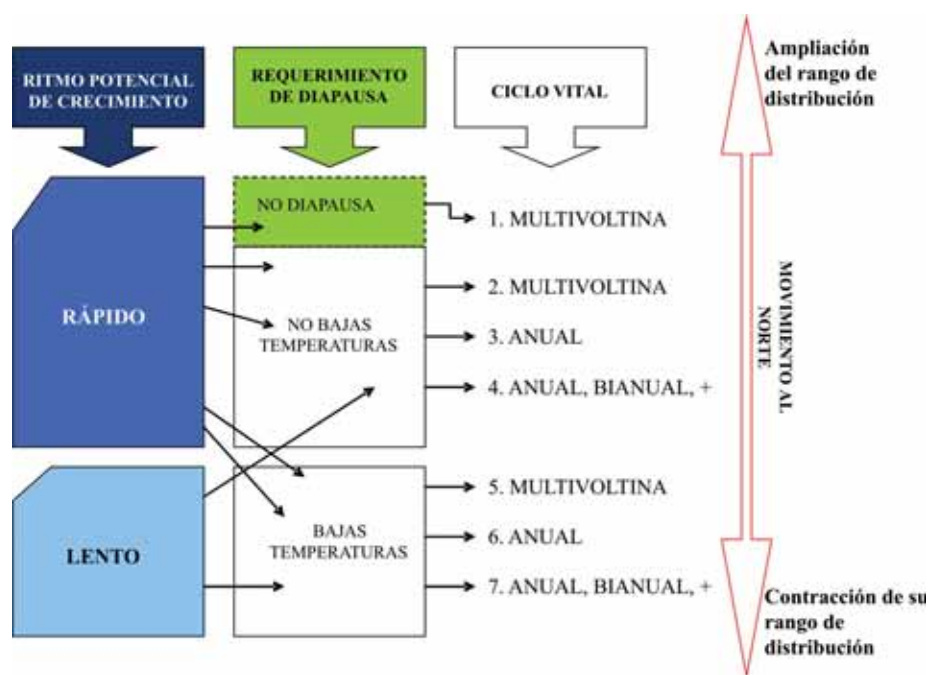 RITMO POTENCIAL
DE CRECIMIENTO
REQUERIMIENTO
DE DIAPAUSA
CICLO VITAL
Ampliación
del rango de
distribución
RÁPIDO
NO DIAPAUSA
NO BAJAS
TEMPERATURAS
1. MULTIVOLTINA
2. MULTIVOLTINA
3. ANUAL
4. ANUAL, BIANUAL, +
MOVIMIENTO AL
NORTE
LENTO
BAJAS
TEMPERATURAS
5. MULTIVOLTINA
6. ANUAL
7. ANUAL, BIANUAL, +
Contracción de su
rango de
distribución